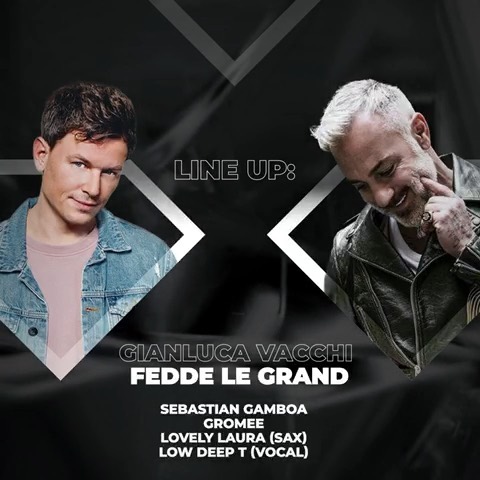 LINE UP:
GIANLUCA VACCHI
FEDDE LE GRAND
SEBASTIAN GAMBOA
GROMEE
LOVELY LAURA (SAX)
LOW DEEP T (VOCAL)